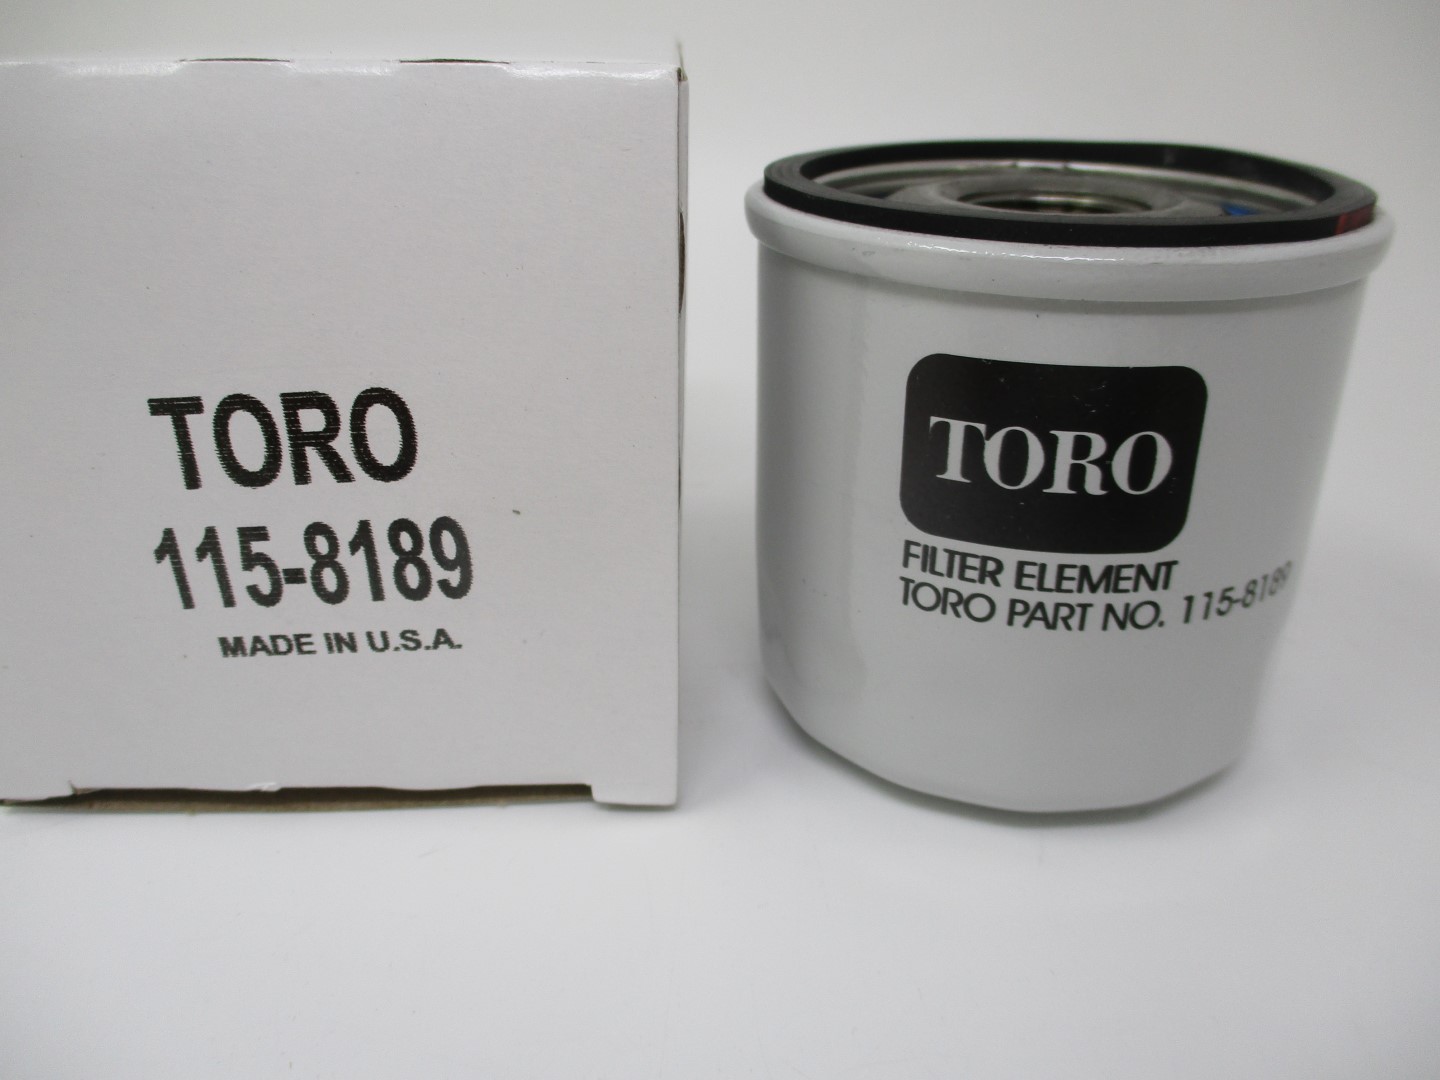 TORO
115-8189
MADE IN U.S.A.
TORO
FILTER ELEMENT
TORO PART NO. 115-8189